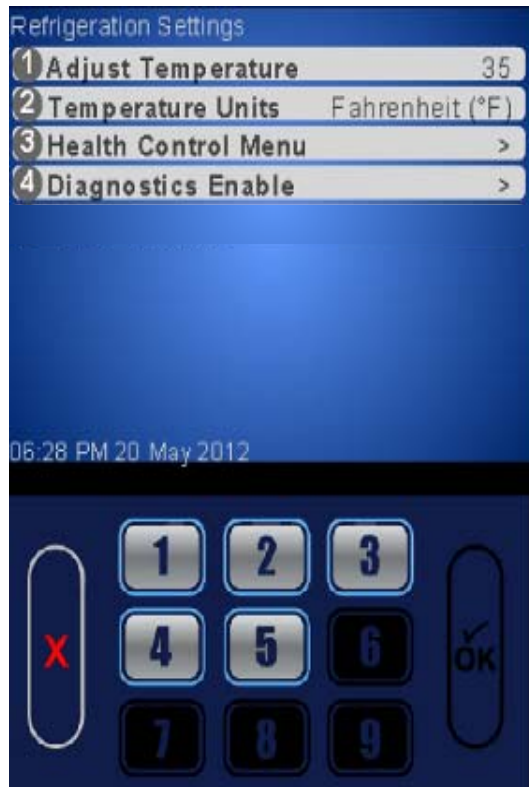 Refrigeration Settings
1 Adjust Temperature 35
2 Temperature Units Fahrenheit (°F)
3 Health Control Menu >
4 Diagnostics Enable >
06:28 PM 20 May 2012
1 2 3
X 4 5 6 OK
7 8 9